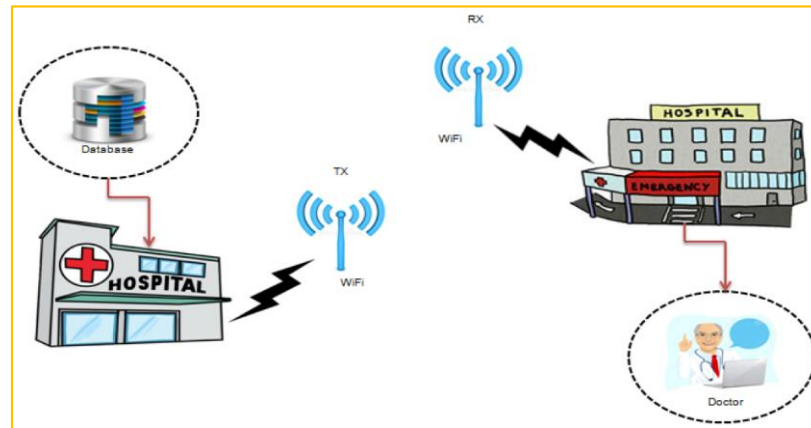 RX
Database
WiFi
HOSPITAL
EMERGENCY
TX
HOSPITAL
WiFi
Doctor